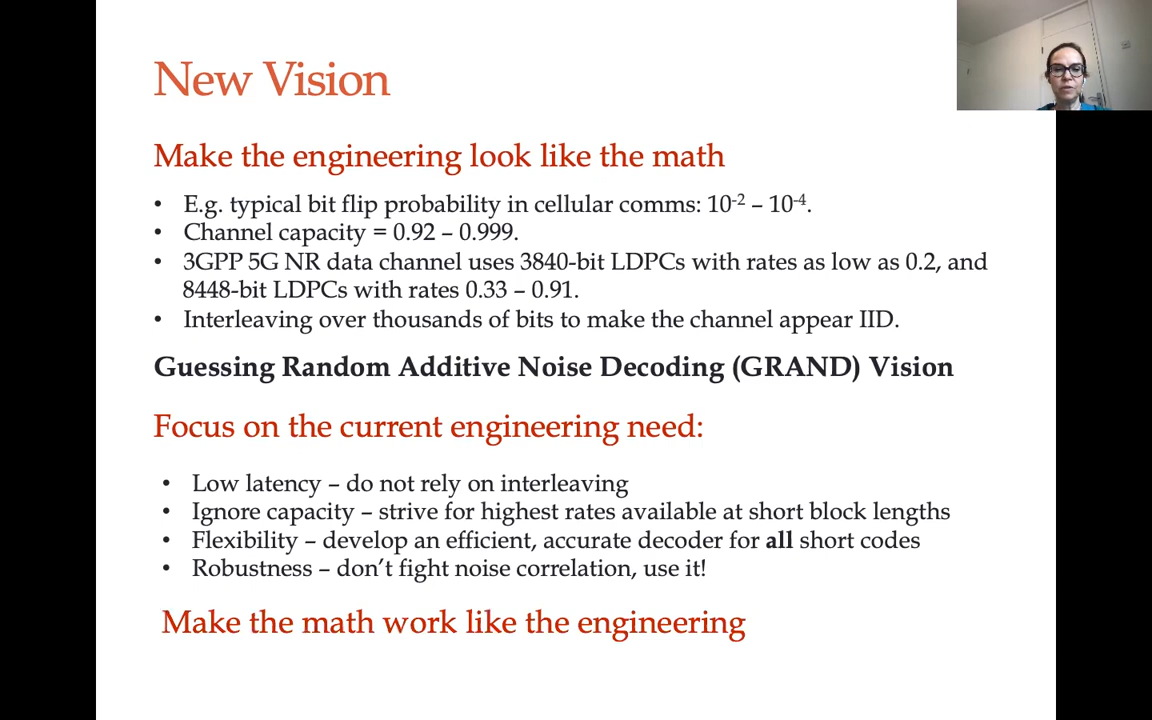 New Vision
Make the engineering look like the math
• E.g. typical bit flip probability in cellular comms: 10⁻² – 10⁻⁴.
• Channel capacity = 0.92 – 0.999.
• 3GPP 5G NR data channel uses 3840-bit LDPCs with rates as low as 0.2, and
8448-bit LDPCs with rates 0.33 – 0.91.
• Interleaving over thousands of bits to make the channel appear IID.
Guessing Random Additive Noise Decoding (GRAND) Vision
Focus on the current engineering need:
• Low latency – do not rely on interleaving
• Ignore capacity – strive for highest rates available at short block lengths
• Flexibility – develop an efficient, accurate decoder for all short codes
• Robustness – don’t fight noise correlation, use it!
Make the math work like the engineering